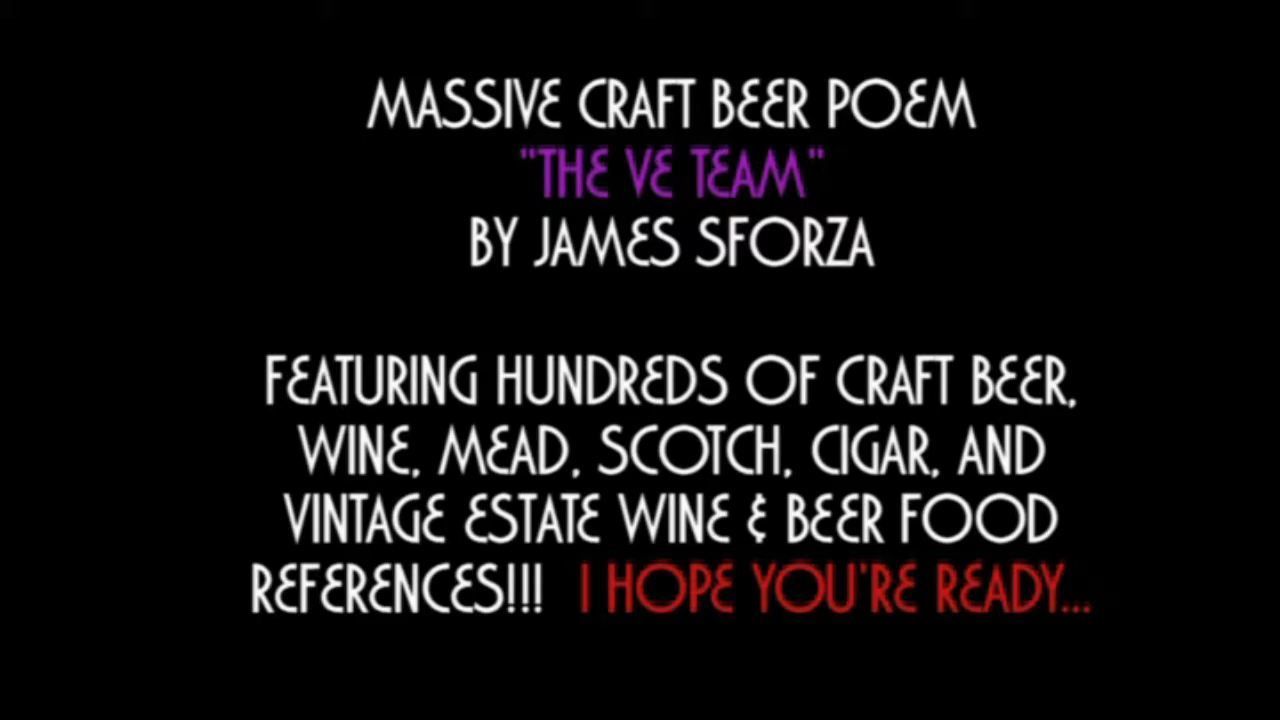 MASSIVE CRAFT BEER POEM
"THE VE TEAM"
BY JAMES SFORZA
FEATURING HUNDREDS OF CRAFT BEER,
WINE, MEAD, SCOTCH, CIGAR, AND
VINTAGE ESTATE WINE & BEER FOOD
REFERENCES!!! I HOPE YOU'RE READY...